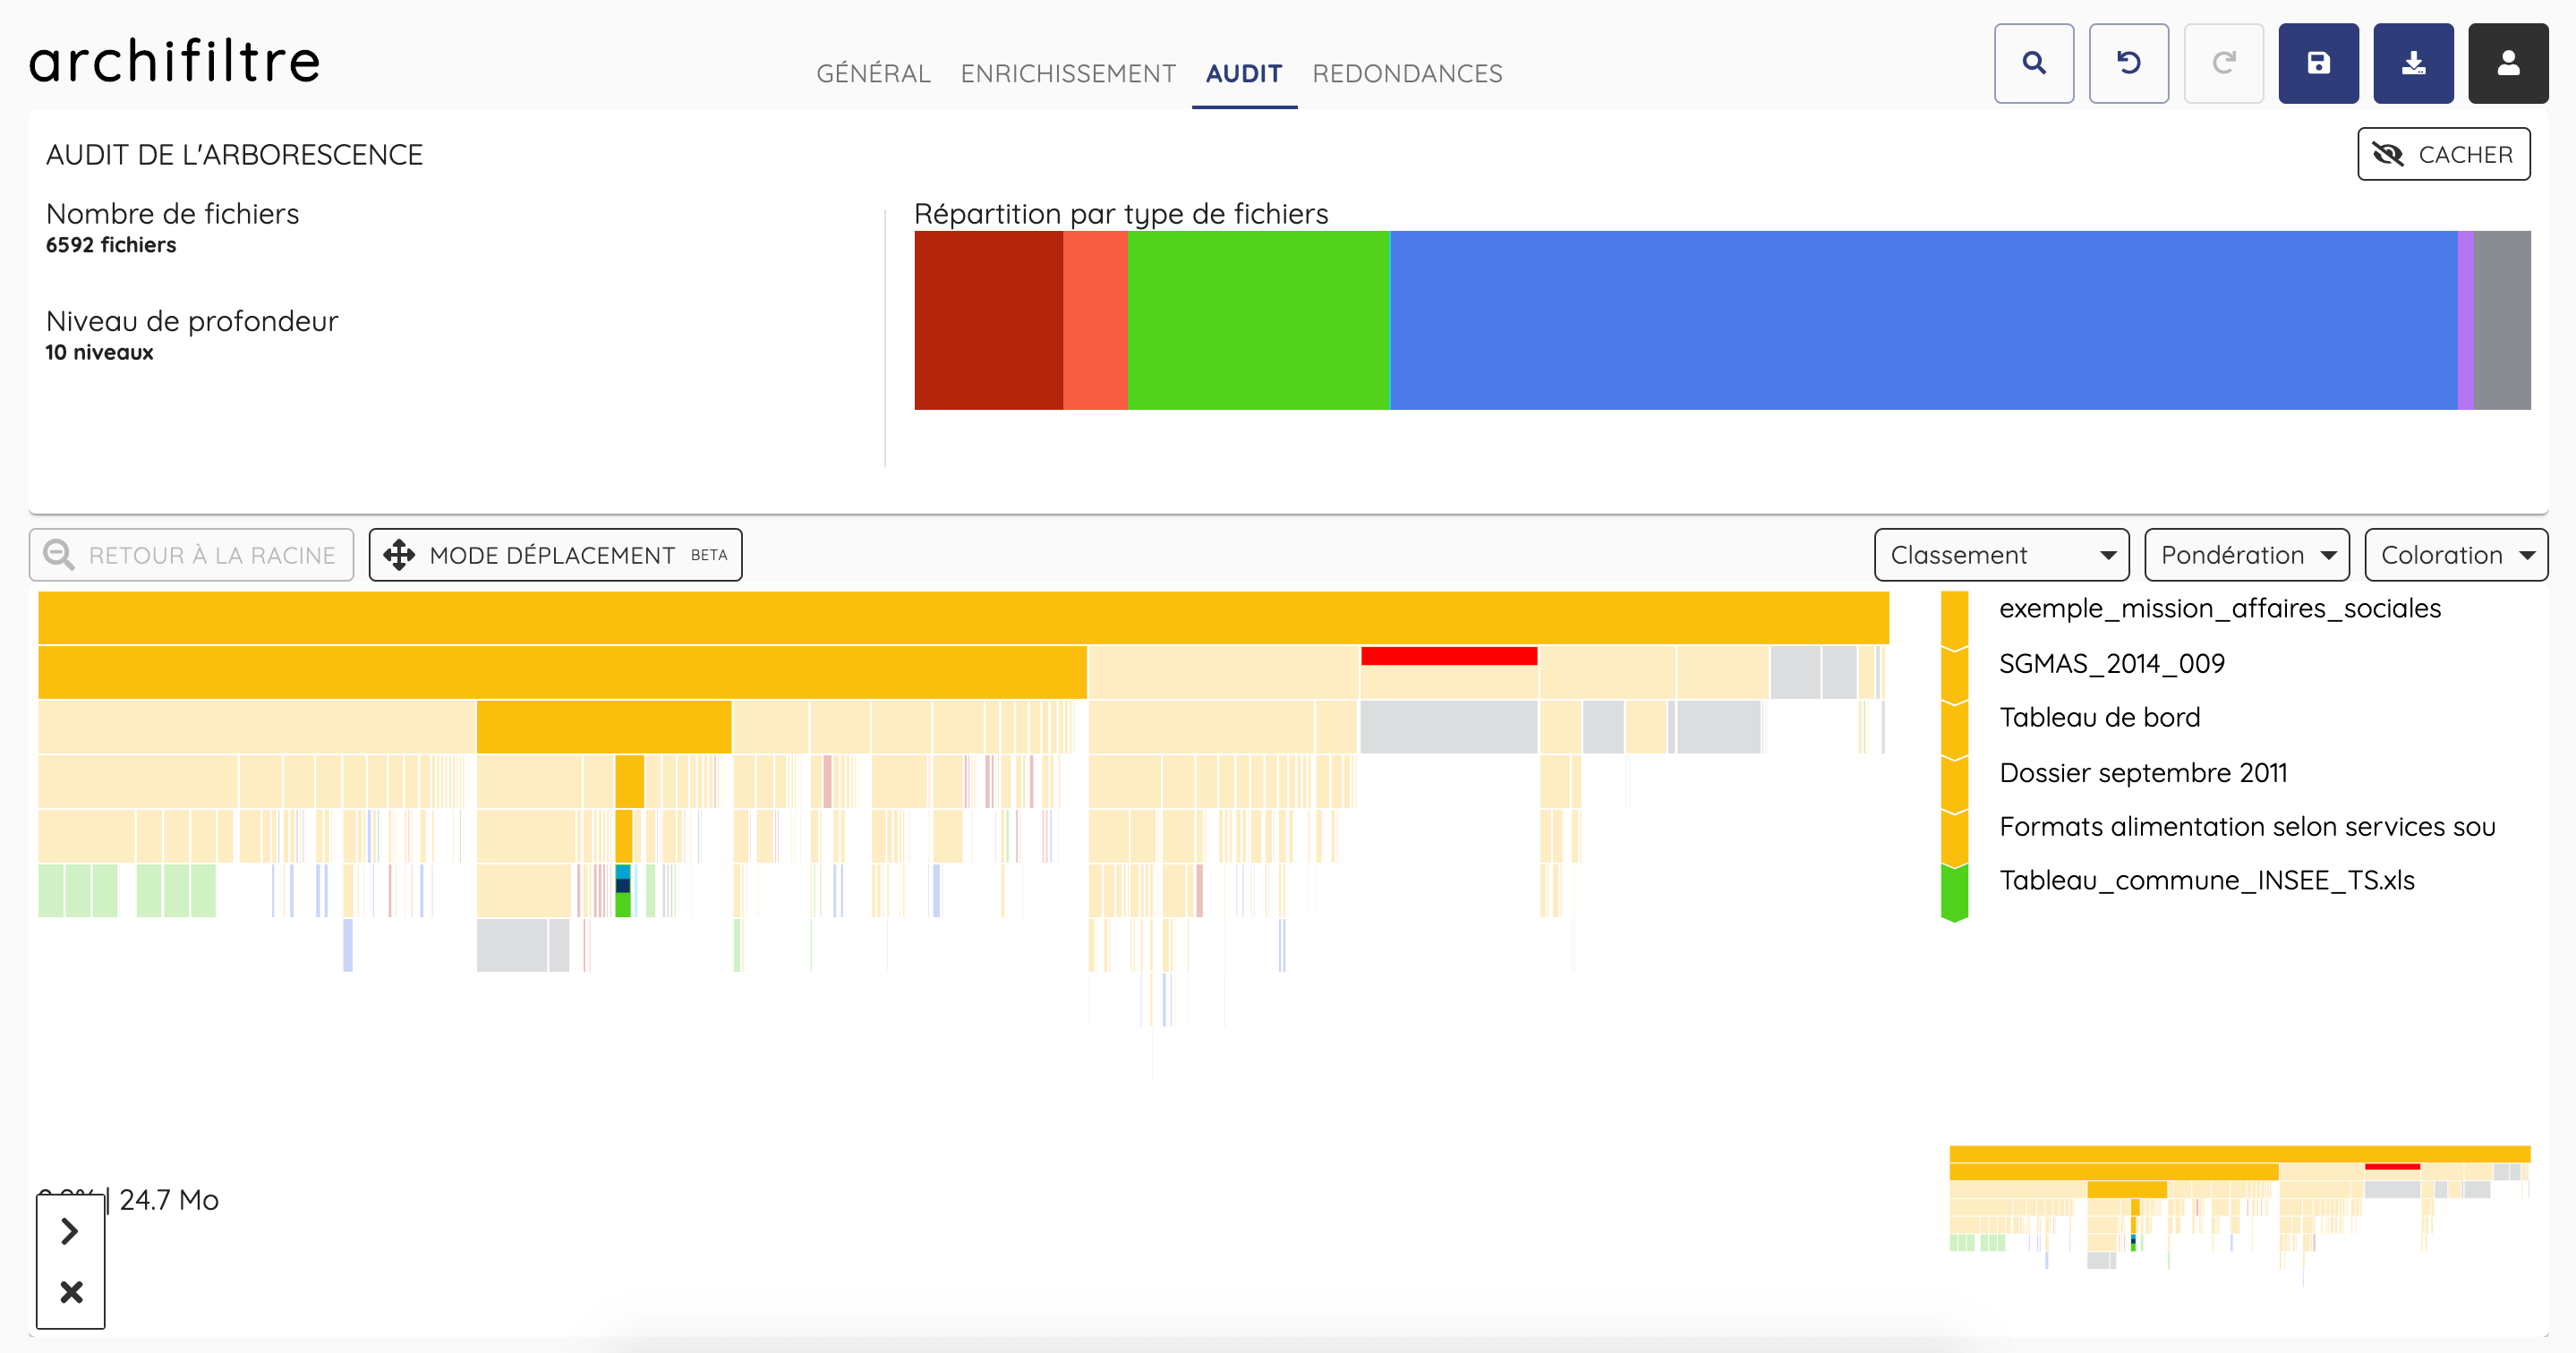 archifiltre
GÉNÉRAL ENRICHISSEMENT AUDIT REDONDANCES
AUDIT DE L'ARBORESCENCE
CACHER
Nombre de fichiers
6592 fichiers
Niveau de profondeur
10 niveaux
Répartition par type de fichiers
RETOUR À LA RACINE
MODE DÉPLACEMENT BETA
Classement
Pondération
Coloration
exemple_mission_affaires_sociales
SGMAS_2014_009
Tableau de bord
Dossier septembre 2011
Formats alimentation selon services sou
Tableau_commune_INSEE_TS.xls
| 24.7 Mo